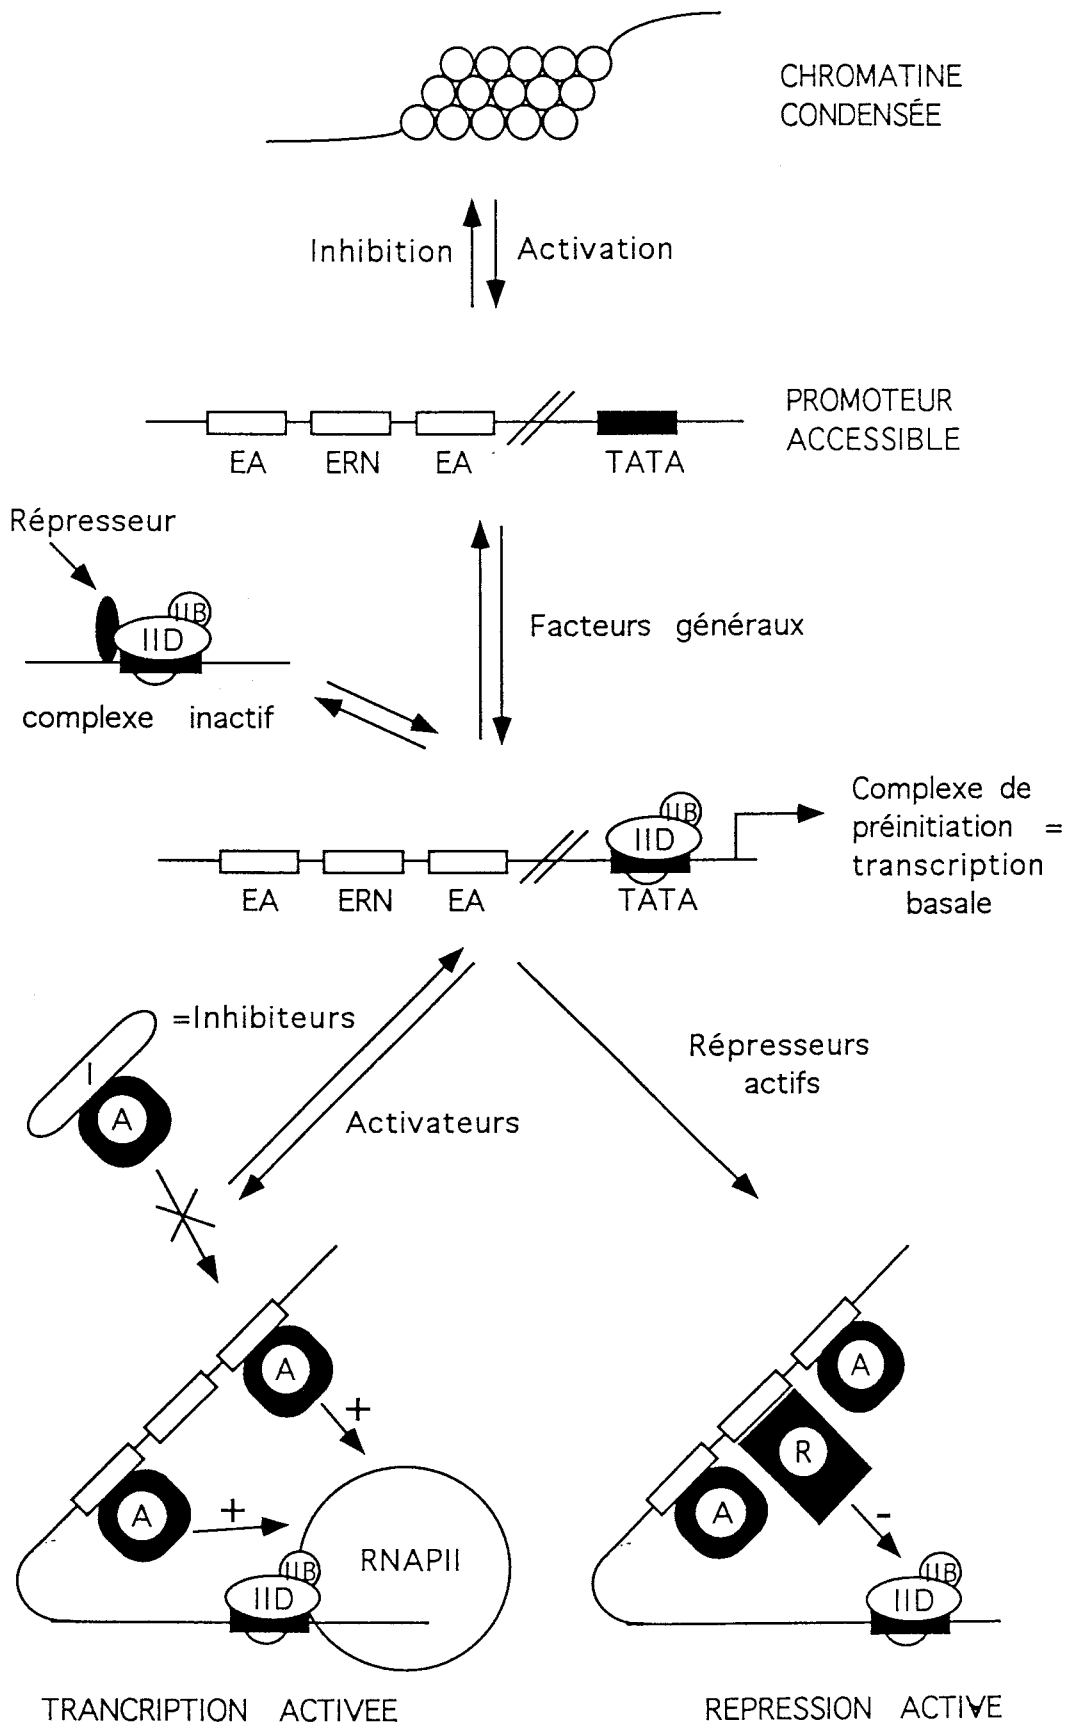 CHROMATINE
CONDENSÉE
Inhibition
Activation
PROMOTEUR
ACCESSIBLE
EA
ERN
EA
TATA
Répresseur
IIB
IID
complexe inactif
Facteurs généraux
Complexe de
préinitiation =
transcription
basale
IIB
IID
EA
ERN
EA
TATA
=Inhibiteurs
I
A
Activateurs
Répresseurs
actifs
A
+
A
+
RNAPII
IIB
IID
A
R
A
-
IIB
IID
TRANCRIPTION ACTIVEE
REPRESSION ACTIVE